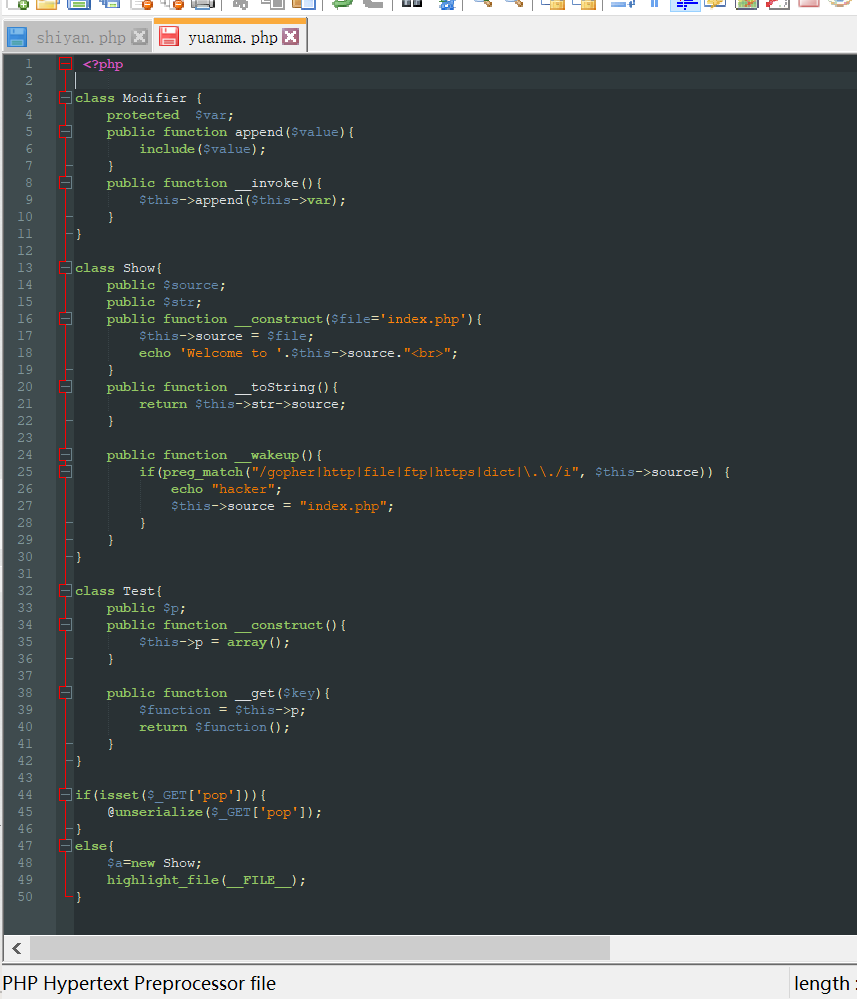 shiyan.php yuanma.php
1 <?php
2
3 class Modifier {
4 protected  $var;
5 public function append($value){
6 include($value);
7 }
8 public function __invoke(){
9 $this->append($this->var);
10 }
11 }
12
13 class Show{
14 public $source;
15 public $str;
16 public function __construct($file='index.php'){
17 $this->source = $file;
18 echo 'Welcome to '.$this->source."<br>";
19 }
20 public function __toString(){
21 return $this->str->source;
22 }
23
24 public function __wakeup(){
25 if(preg_match("/gopher|http|file|ftp|https|dict|\.\./i", $this->source)) {
26 echo "hacker";
27 $this->source = "index.php";
28 }
29 }
30 }
31
32 class Test{
33 public $p;
34 public function __construct(){
35 $this->p = array();
36 }
37
38 public function __get($key){
39 $function = $this->p;
40 return $function();
41 }
42 }
43
44 if(isset($_GET['pop'])){
45 @unserialize($_GET['pop']);
46 }
47 else{
48 $a=new Show;
49 highlight_file(__FILE__);
50 }
PHP Hypertext Preprocessor file length :